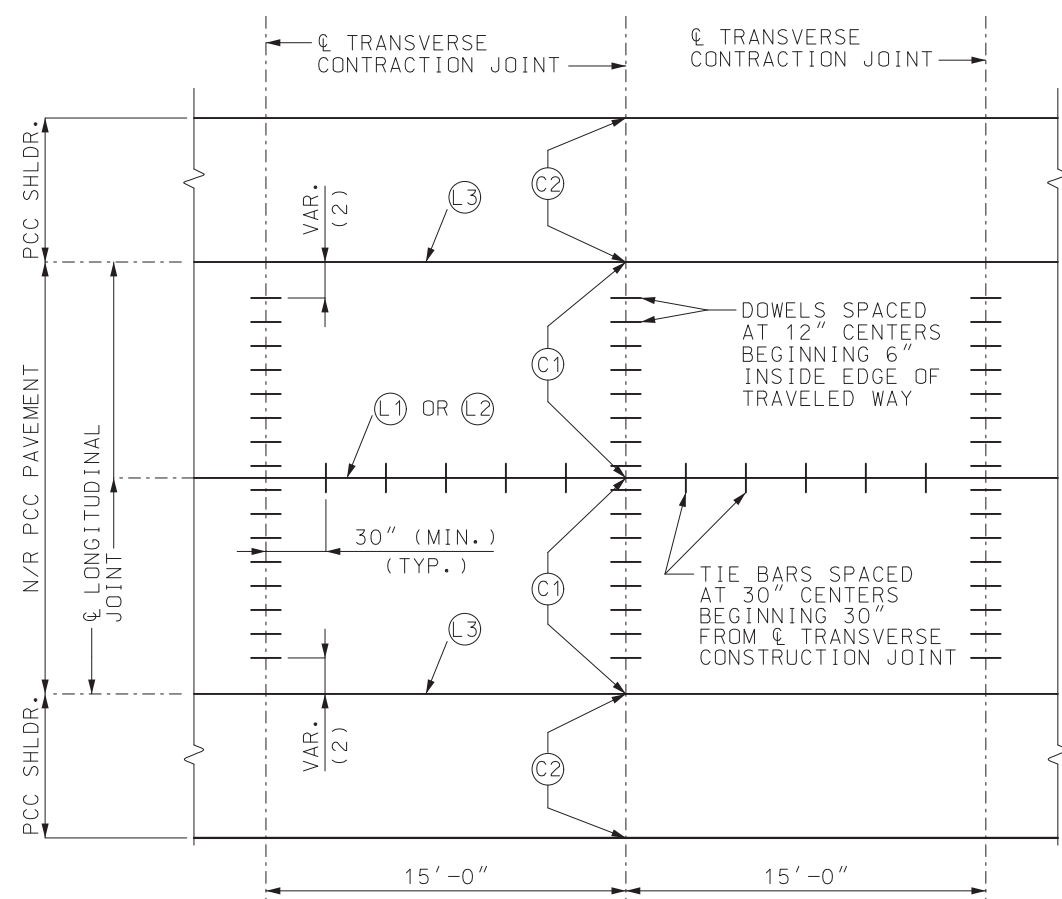 ℄ TRANSVERSE
CONTRACTION JOINT
℄ TRANSVERSE
CONTRACTION JOINT
PCC SHLDR.
VAR.
(2)
L3
C2
N/R PCC PAVEMENT
℄ LONGITUDINAL
JOINT
L1 OR L2
C1
DOWELS SPACED
AT 12" CENTERS
BEGINNING 6"
INSIDE EDGE OF
TRAVELED WAY
30" (MIN.)
(TYP.)
C1
TIE BARS SPACED
AT 30" CENTERS
BEGINNING 30"
FROM ℄ TRANSVERSE
CONSTRUCTION JOINT
L3
PCC SHLDR.
VAR.
(2)
C2
15'-0"
15'-0"